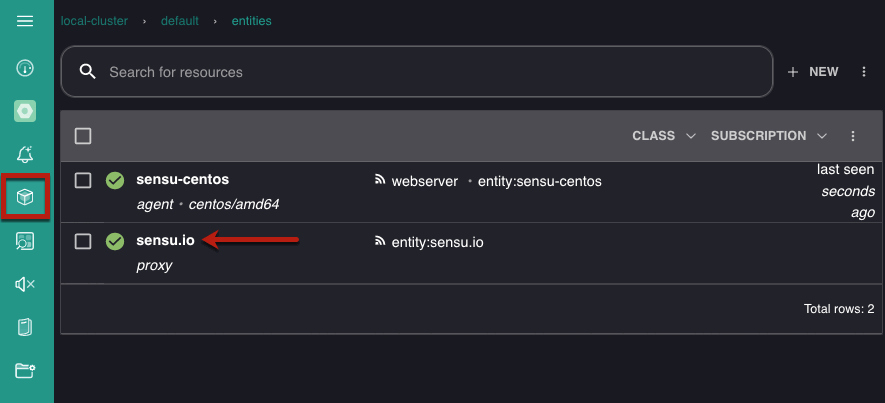 local-cluster › default › entities
Search for resources
+ NEW
CLASS SUBSCRIPTION
sensu-centos
agent • centos/amd64
webserver • entity:sensu-centos
last seen
seconds
ago
sensu.io
proxy
entity:sensu.io
Total rows: 2